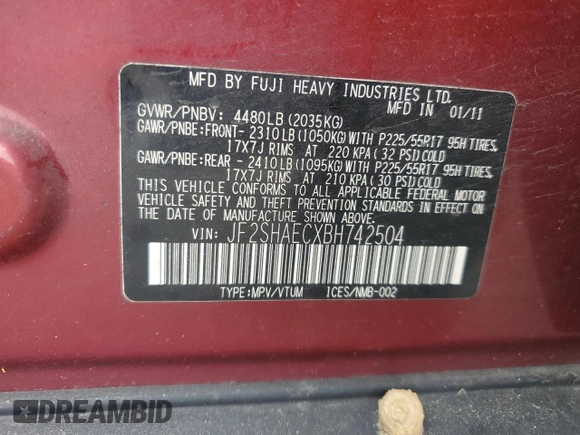 MFD BY FUJI HEAVY INDUSTRIES LTD.
MFD IN 01/11
GVWR/PNBV: 4480LB(2035KG)
GAWR/PNBE:FRONT- 2310LB(1050KG)WITH P225/55R17 95H TIRES,
17X7J RIMS AT 220 KPA(32 PSI)COLD
GAWR/PNBE:REAR - 2410LB(1095KG)WITH P225/55R17 95H TIRES,
17X7J RIMS AT 210 KPA(30 PSI)COLD
THIS VEHICLE CONFORMS TO ALL APPLICABLE FEDERAL MOTOR
VEHICLE SAFETY AND THEFT PREVENTION STANDARDS IN EFFECT
ON THE DATE OF MANUFACTURE SHOWN ABOVE.
VIN: JF2SHAECXBH742504
TYPE:MPV/VTUM ICES/NMB-002
DREAMBID